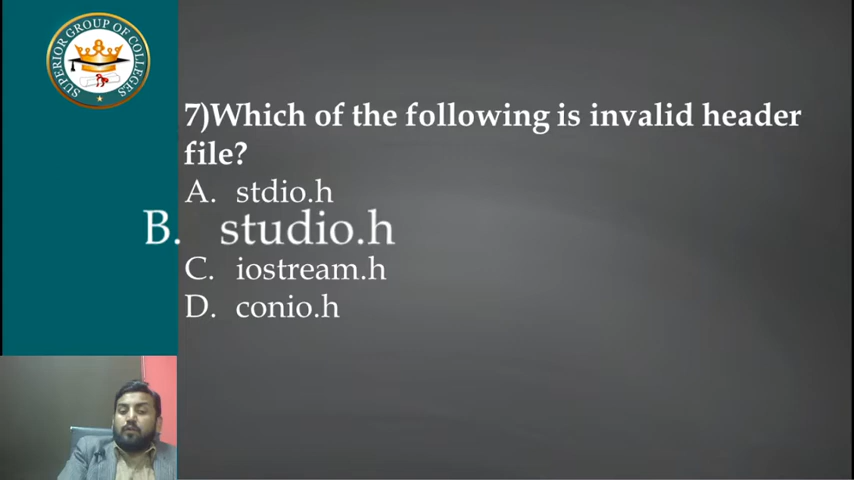 SUPERIOR GROUP OF COLLEGES
7)Which of the following is invalid header
file?
A. stdio.h
B. studio.h
C. iostream.h
D. conio.h